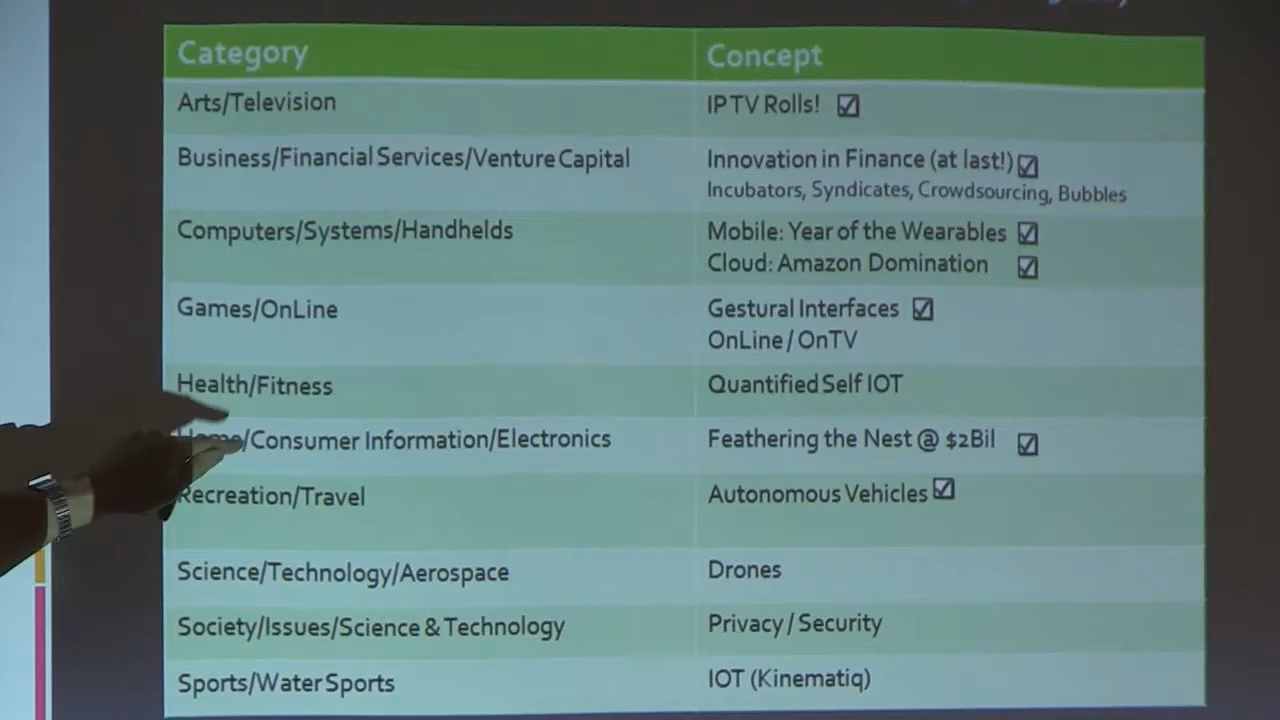 Category Concept
Arts/Television IPTV Rolls! ☑
Business/Financial Services/Venture Capital Innovation in Finance (at last!) ☑
Incubators, Syndicates, Crowdsourcing, Bubbles
Computers/Systems/Handhelds Mobile: Year of the Wearables ☑
Cloud: Amazon Domination ☑
Games/OnLine Gestural Interfaces ☑
OnLine / OnTV
Health/Fitness Quantified Self IOT
Home/Consumer Information/Electronics Feathering the Nest @ $2Bil ☑
Recreation/Travel Autonomous Vehicles ☑
Science/Technology/Aerospace Drones
Society/Issues/Science & Technology Privacy / Security
Sports/Water Sports IOT (Kinematiq)